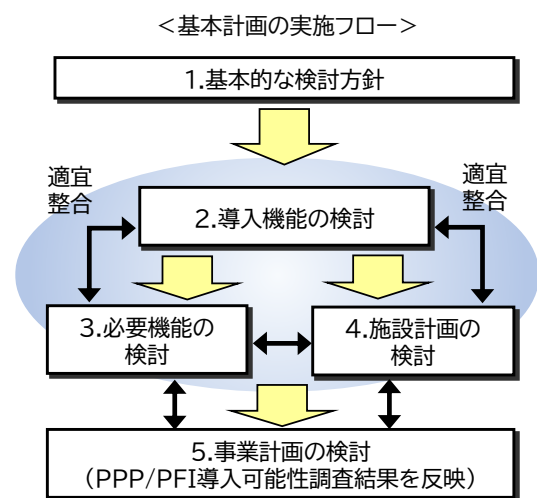 ＜基本計画の実施フロー＞
1.基本的な検討方針
適宜
整合
適宜
整合
2.導入機能の検討
3.必要機能の
検討
4.施設計画の
検討
5.事業計画の検討
（PPP/PFI導入可能性調査結果を反映）